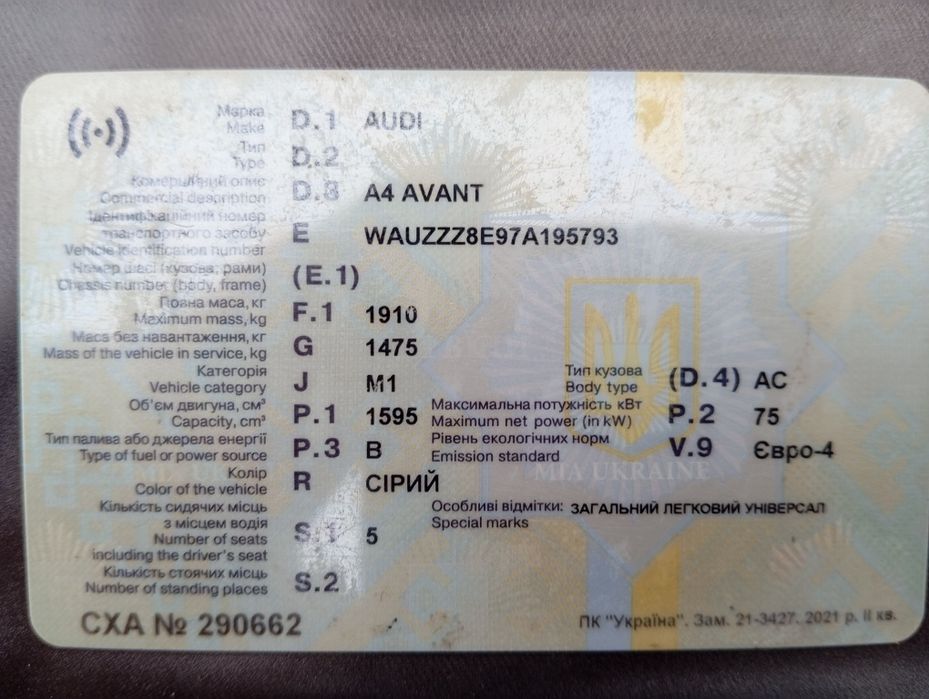 Марка
Make D.1 AUDI
Тип
Type D.2
Комерційний опис
Commercial description D.3 A4 AVANT
Ідентифікаційний номер
транспортного засобу E WAUZZZ8E97A195793
Vehicle identification number
Номер шасі (кузова, рами) (E.1)
Chassis number (body, frame)
Повна маса, кг F.1 1910
Maximum mass, kg
Маса без навантаження, кг G 1475
Mass of the vehicle in service, kg
Категорія J M1 Тип кузова (D.4) AC
Vehicle category Body type
Об'єм двигуна, см³ P.1 1595 Максимальна потужність кВт P.2 75
Capacity, cm³ Maximum net power (in kW)
Тип палива або джерела енергії P.3 B Рівень екологічних норм V.9 Євро-4
Type of fuel or power source Emission standard
MIA UKRAINE
Колір R СІРИЙ
Color of the vehicle
Кількість сидячих місць Особливі відмітки: ЗАГАЛЬНИЙ ЛЕГКОВИЙ УНІВЕРСАЛ
з місцем водія S.1 5 Special marks
Number of seats
including the driver's seat
Кількість стоячих місць S.2
Number of standing places
СХА № 290662 ПК "Україна". Зам. 21-3427. 2021 р. II кв.